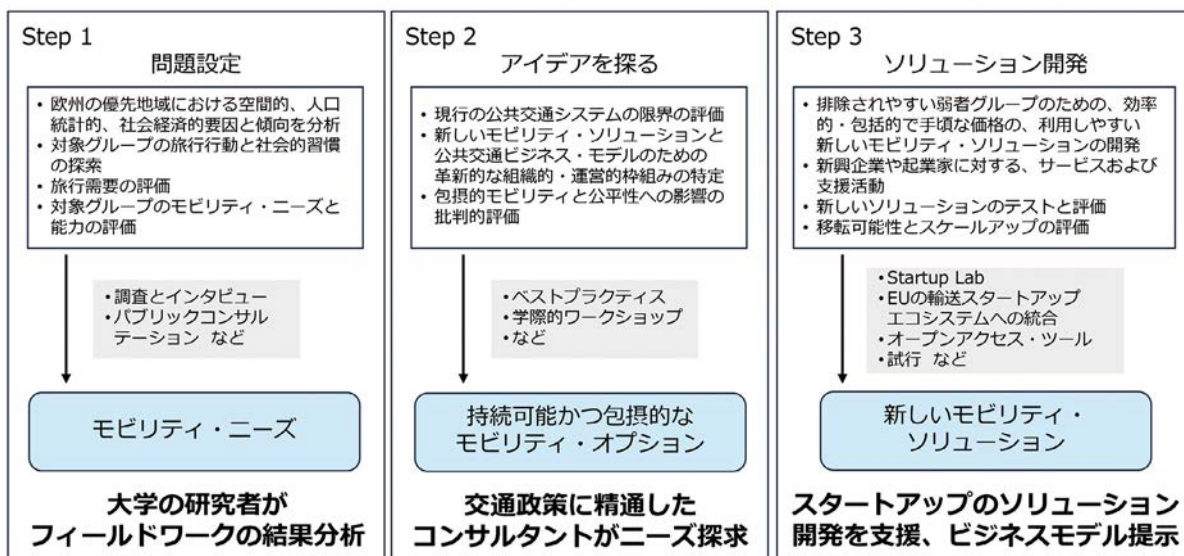 Step 1
問題設定
• 欧州の優先地域における空間的、人口
統計的、社会経済的要因と傾向を分析
• 対象グループの旅行行動と社会的習慣
の探索
• 旅行需要の評価
• 対象グループのモビリティ・ニーズと
能力の評価
• 調査とインタビュー
• パブリックコンサル
テーション など
モビリティ・ニーズ
大学の研究者が
フィールドワークの結果分析
Step 2
アイデアを探る
• 現行の公共交通システムの限界の評価
• 新しいモビリティ・ソリューションと
公共交通ビジネス・モデルのための
革新的な組織的・運営的枠組みの特定
• 包摂的モビリティと公平性への影響の
批判的評価
• ベストプラクティス
• 学際的ワークショップ
• など
持続可能かつ包摂的な
モビリティ・オプション
交通政策に精通した
コンサルタントがニーズ探求
Step 3
ソリューション開発
• 排除されやすい弱者グループのための、効率
的・包括的で手頃な価格の、利用しやすい
新しいモビリティ・ソリューションの開発
• 新興企業や起業家に対する、サービスおよび
支援活動
• 新しいソリューションのテストと評価
• 移転可能性とスケールアップの評価
• Startup Lab
• EUの輸送スタートアップ
エコシステムへの統合
• オープンアクセス・ツール
• 試行 など
新しいモビリティ・
ソリューション
スタートアップのソリューション
開発を支援、ビジネスモデル提示